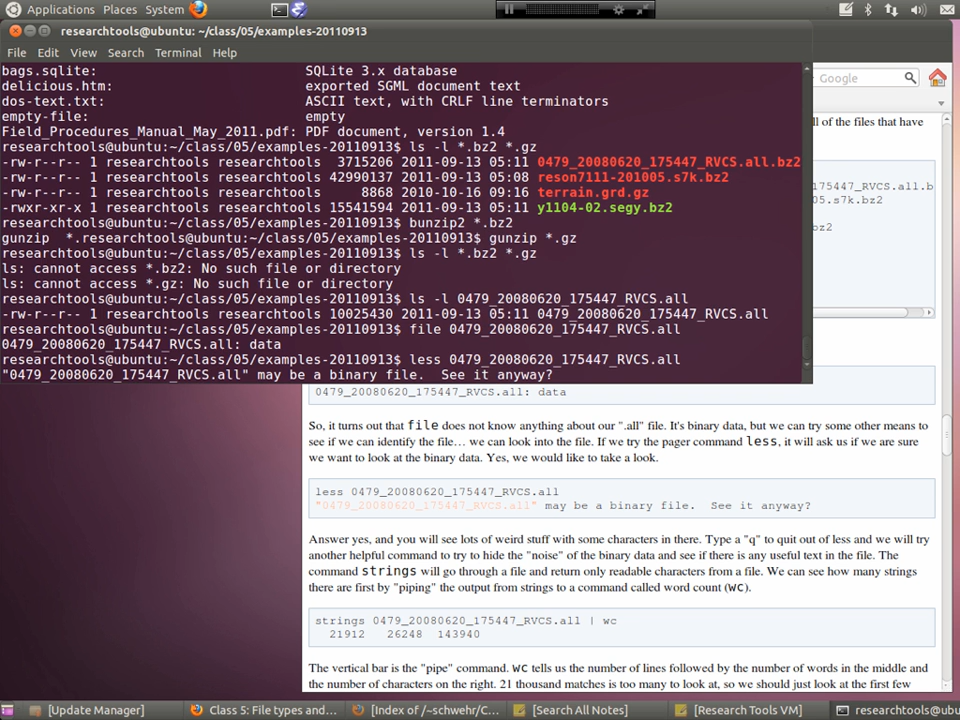 Applications Places System
researchtools@ubuntu: ~/class/05/examples-20110913
File Edit View Search Terminal Help
bags.sqlite: SQLite 3.x database
delicious.htm: exported SGML document text
dos-text.txt: ASCII text, with CRLF line terminators
empty-file: empty
Field_Procedures_Manual_May_2011.pdf: PDF document, version 1.4
researchtools@ubuntu:~/class/05/examples-20110913$ ls -l *.bz2 *.gz
-rw-r--r-- 1 researchtools researchtools 3715206 2011-09-13 05:11 0479_20080620_175447_RVCS.all.bz2
-rw-r--r-- 1 researchtools researchtools 42990137 2011-09-13 05:08 reson7111-201005.s7k.bz2
-rw-r--r-- 1 researchtools researchtools 8868 2010-10-16 09:16 terrain.grd.gz
-rwxr-xr-x 1 researchtools researchtools 15541594 2011-09-13 05:11 y1104-02.segy.bz2
researchtools@ubuntu:~/class/05/examples-20110913$ bunzip2 *.bz2
gunzip *.researchtools@ubuntu:~/class/05/examples-20110913$ gunzip *.gz
researchtools@ubuntu:~/class/05/examples-20110913$ ls -l *.bz2 *.gz
ls: cannot access *.bz2: No such file or directory
ls: cannot access *.gz: No such file or directory
researchtools@ubuntu:~/class/05/examples-20110913$ ls -l 0479_20080620_175447_RVCS.all
-rw-r--r-- 1 researchtools researchtools 10025430 2011-09-13 05:11 0479_20080620_175447_RVCS.all
researchtools@ubuntu:~/class/05/examples-20110913$ file 0479_20080620_175447_RVCS.all
0479_20080620_175447_RVCS.all: data
researchtools@ubuntu:~/class/05/examples-20110913$ less 0479_20080620_175447_RVCS.all
"0479_20080620_175447_RVCS.all" may be a binary file. See it anyway?
Google
ll of the files that have
175447_RVCS.all.b
05.s7k.bz2
bz2
0479_20080620_175447_RVCS.all: data
So, it turns out that file does not know anything about our ".all" file. It's binary data, but we can try some other means to
see if we can identify the file… we can look into the file. If we try the pager command less, it will ask us if we are sure
we want to look at the binary data. Yes, we would like to take a look.
less 0479_20080620_175447_RVCS.all
"0479_20080620_175447_RVCS.all" may be a binary file. See it anyway?
Answer yes, and you will see lots of weird stuff with some characters in there. Type a "q" to quit out of less and we will try
another helpful command to try to hide the "noise" of the binary data and see if there is any useful text in the file. The
command strings will go through a file and return only readable characters from a file. We can see how many strings
there are first by "piping" the output from strings to a command called word count (wc).
strings 0479_20080620_175447_RVCS.all | wc
21912 26248 143940
The vertical bar is the "pipe" command. wc tells us the number of lines followed by the number of words in the middle and
the number of characters on the right. 21 thousand matches is too many to look at, so we should just look at the first few
[Update Manager]
Class 5: File types and...
[Index of /~schwehr/C...
[Search All Notes]
[Research Tools VM]
researchtools@ubu